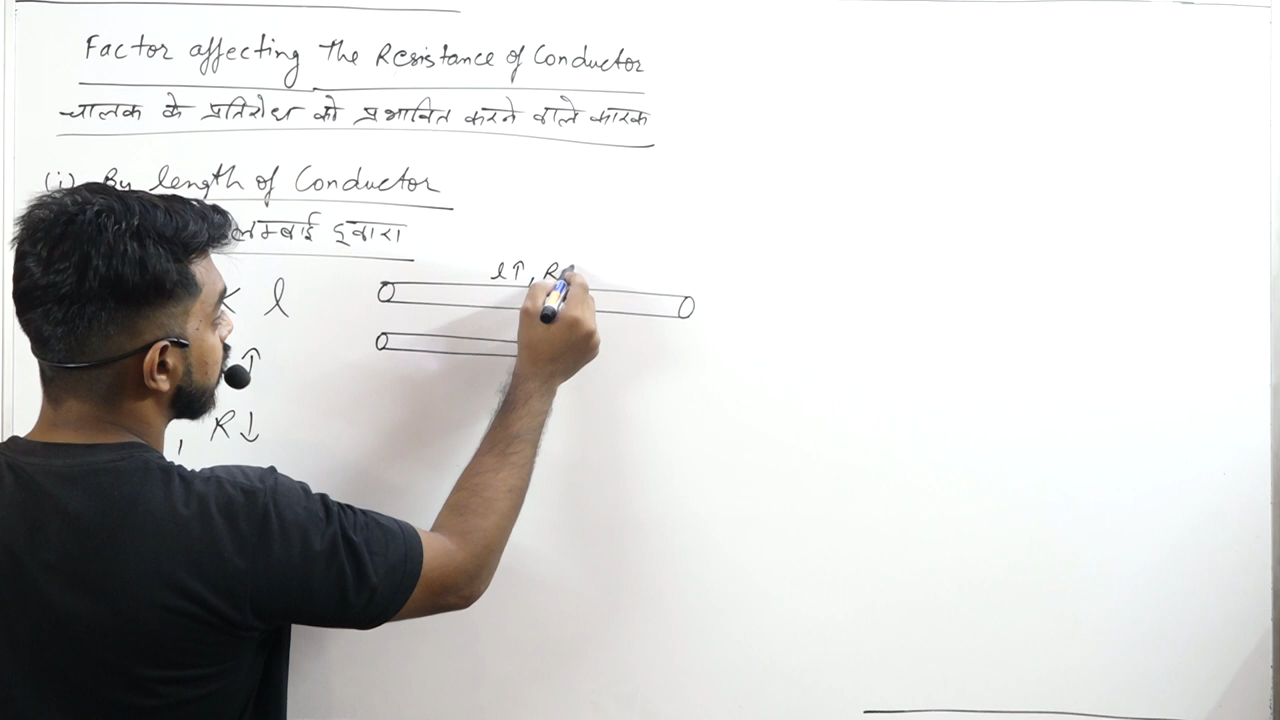 Factor affecting The Resistance of Conductor
चालक के प्रतिरोध को प्रभावित करने वाले कारक
(i) By length of Conductor
लम्बाई द्वारा
l
↑
, R↓
l↑, R